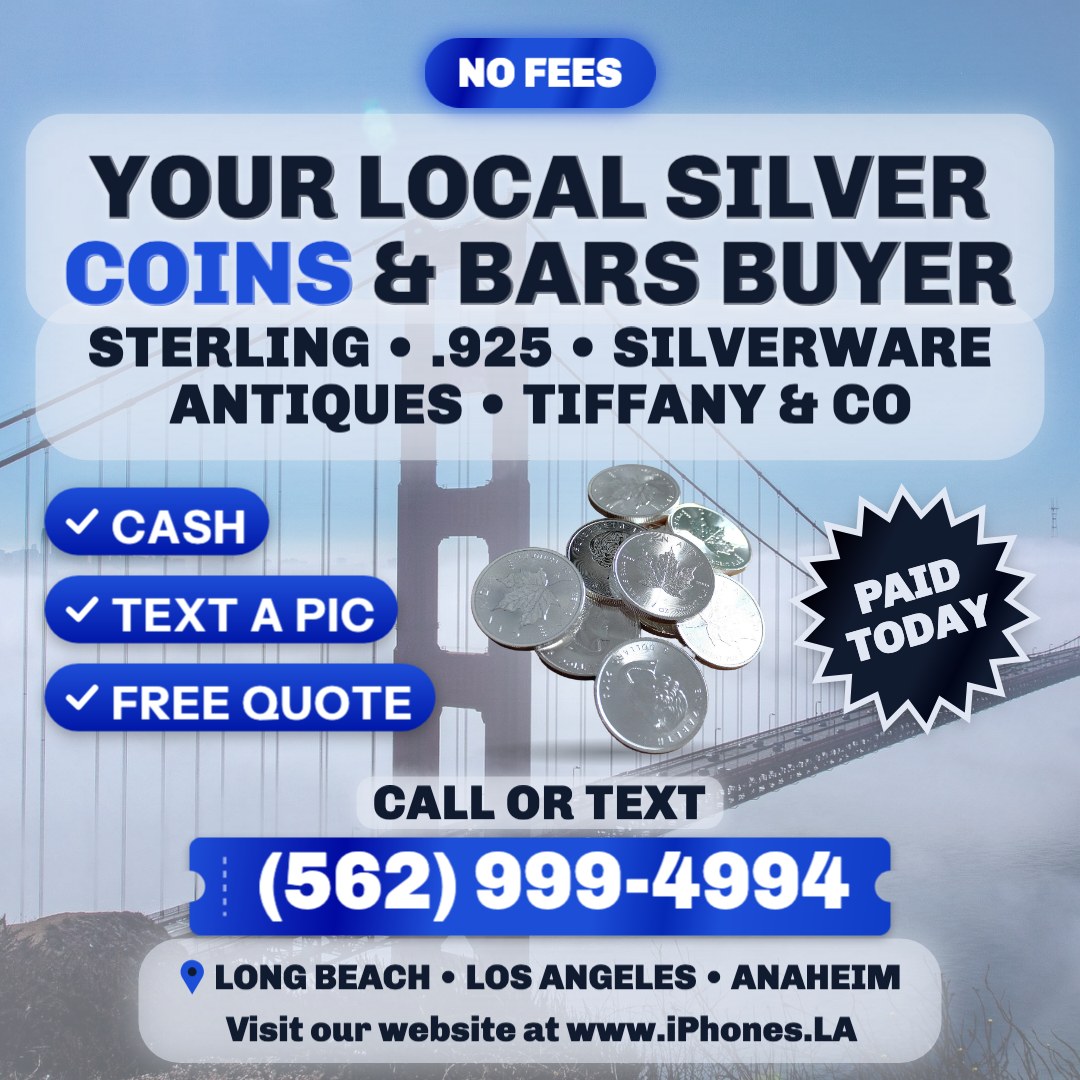 NO FEES
YOUR LOCAL SILVER
COINS & BARS BUYER
STERLING • .925 • SILVERWARE
ANTIQUES • TIFFANY & CO
✓ CASH
✓ TEXT A PIC
✓ FREE QUOTE
PAID
TODAY
CALL OR TEXT
(562) 999-4994
LONG BEACH • LOS ANGELES • ANAHEIM
Visit our website at www.iPhones.LA